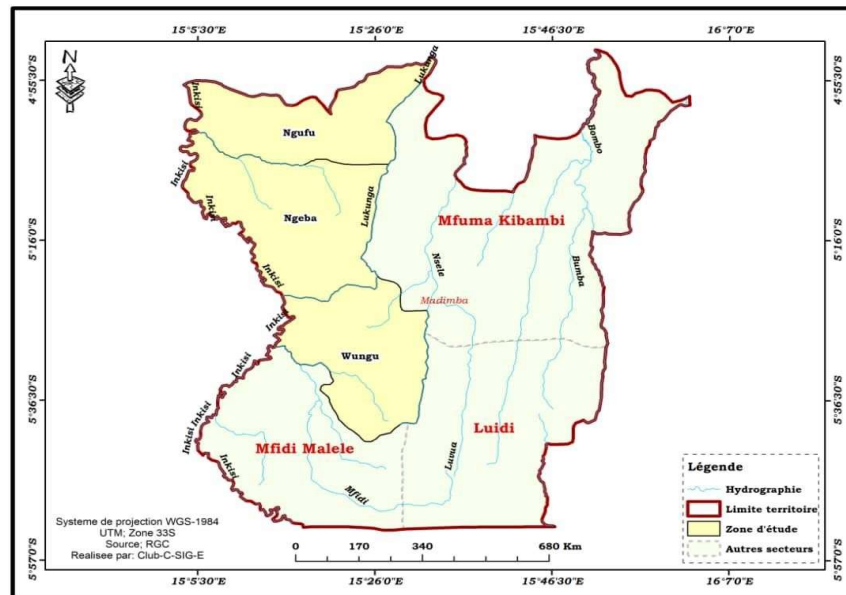 15°5'30"E 15°26'0"E 15°46'30"E 16°7'0"E
4°55'30"S 4°55'30"S
N
Lukunga
Inkisi
Ngufu
Bombo
Inkisi
Inkisi
Ngeba
Lukunga
Mfuma Kibambi
5°16'0"S 5°16'0"S
Nsele
Bumba
Inkisi
Madimba
Inkisi
Wungu
Inkisi
5°36'30"S 5°36'30"S
Inkisi
Luidi
Inkisi
Mfidi Malele
Luvua
Inkisi
Mfidi
Légende
Hydrographie
Limite territoire
Zone d'étude
Autres secteurs
Systeme de projection WGS-1984
UTM; Zone 33S
Source; RGC
Realisee par: Club-C-SIG-E
0 170 340 680 Km
5°57'0"S 5°57'0"S
15°5'30"E 15°26'0"E 15°46'30"E 16°7'0"E